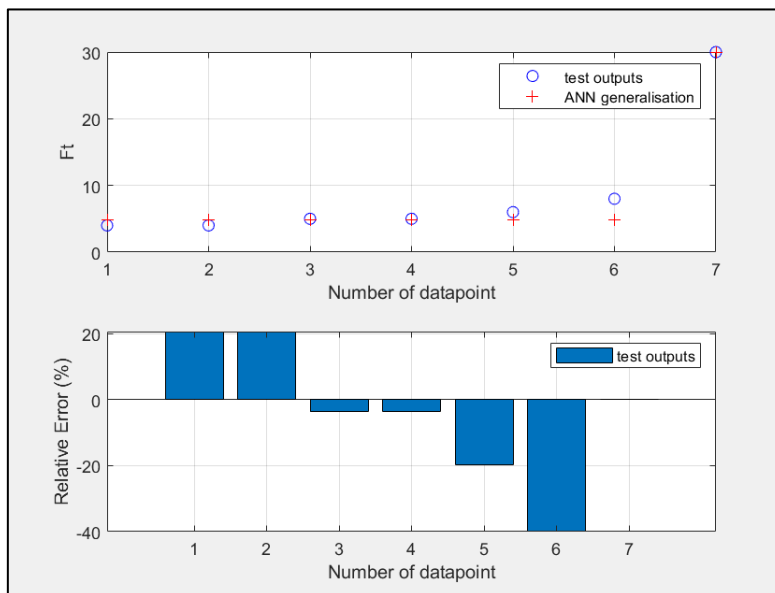 30
20
10
0
Ft
test outputs
ANN generalisation
1 2 3 4 5 6 7
Number of datapoint
20
0
-20
-40
Relative Error (%)
test outputs
1 2 3 4 5 6 7
Number of datapoint